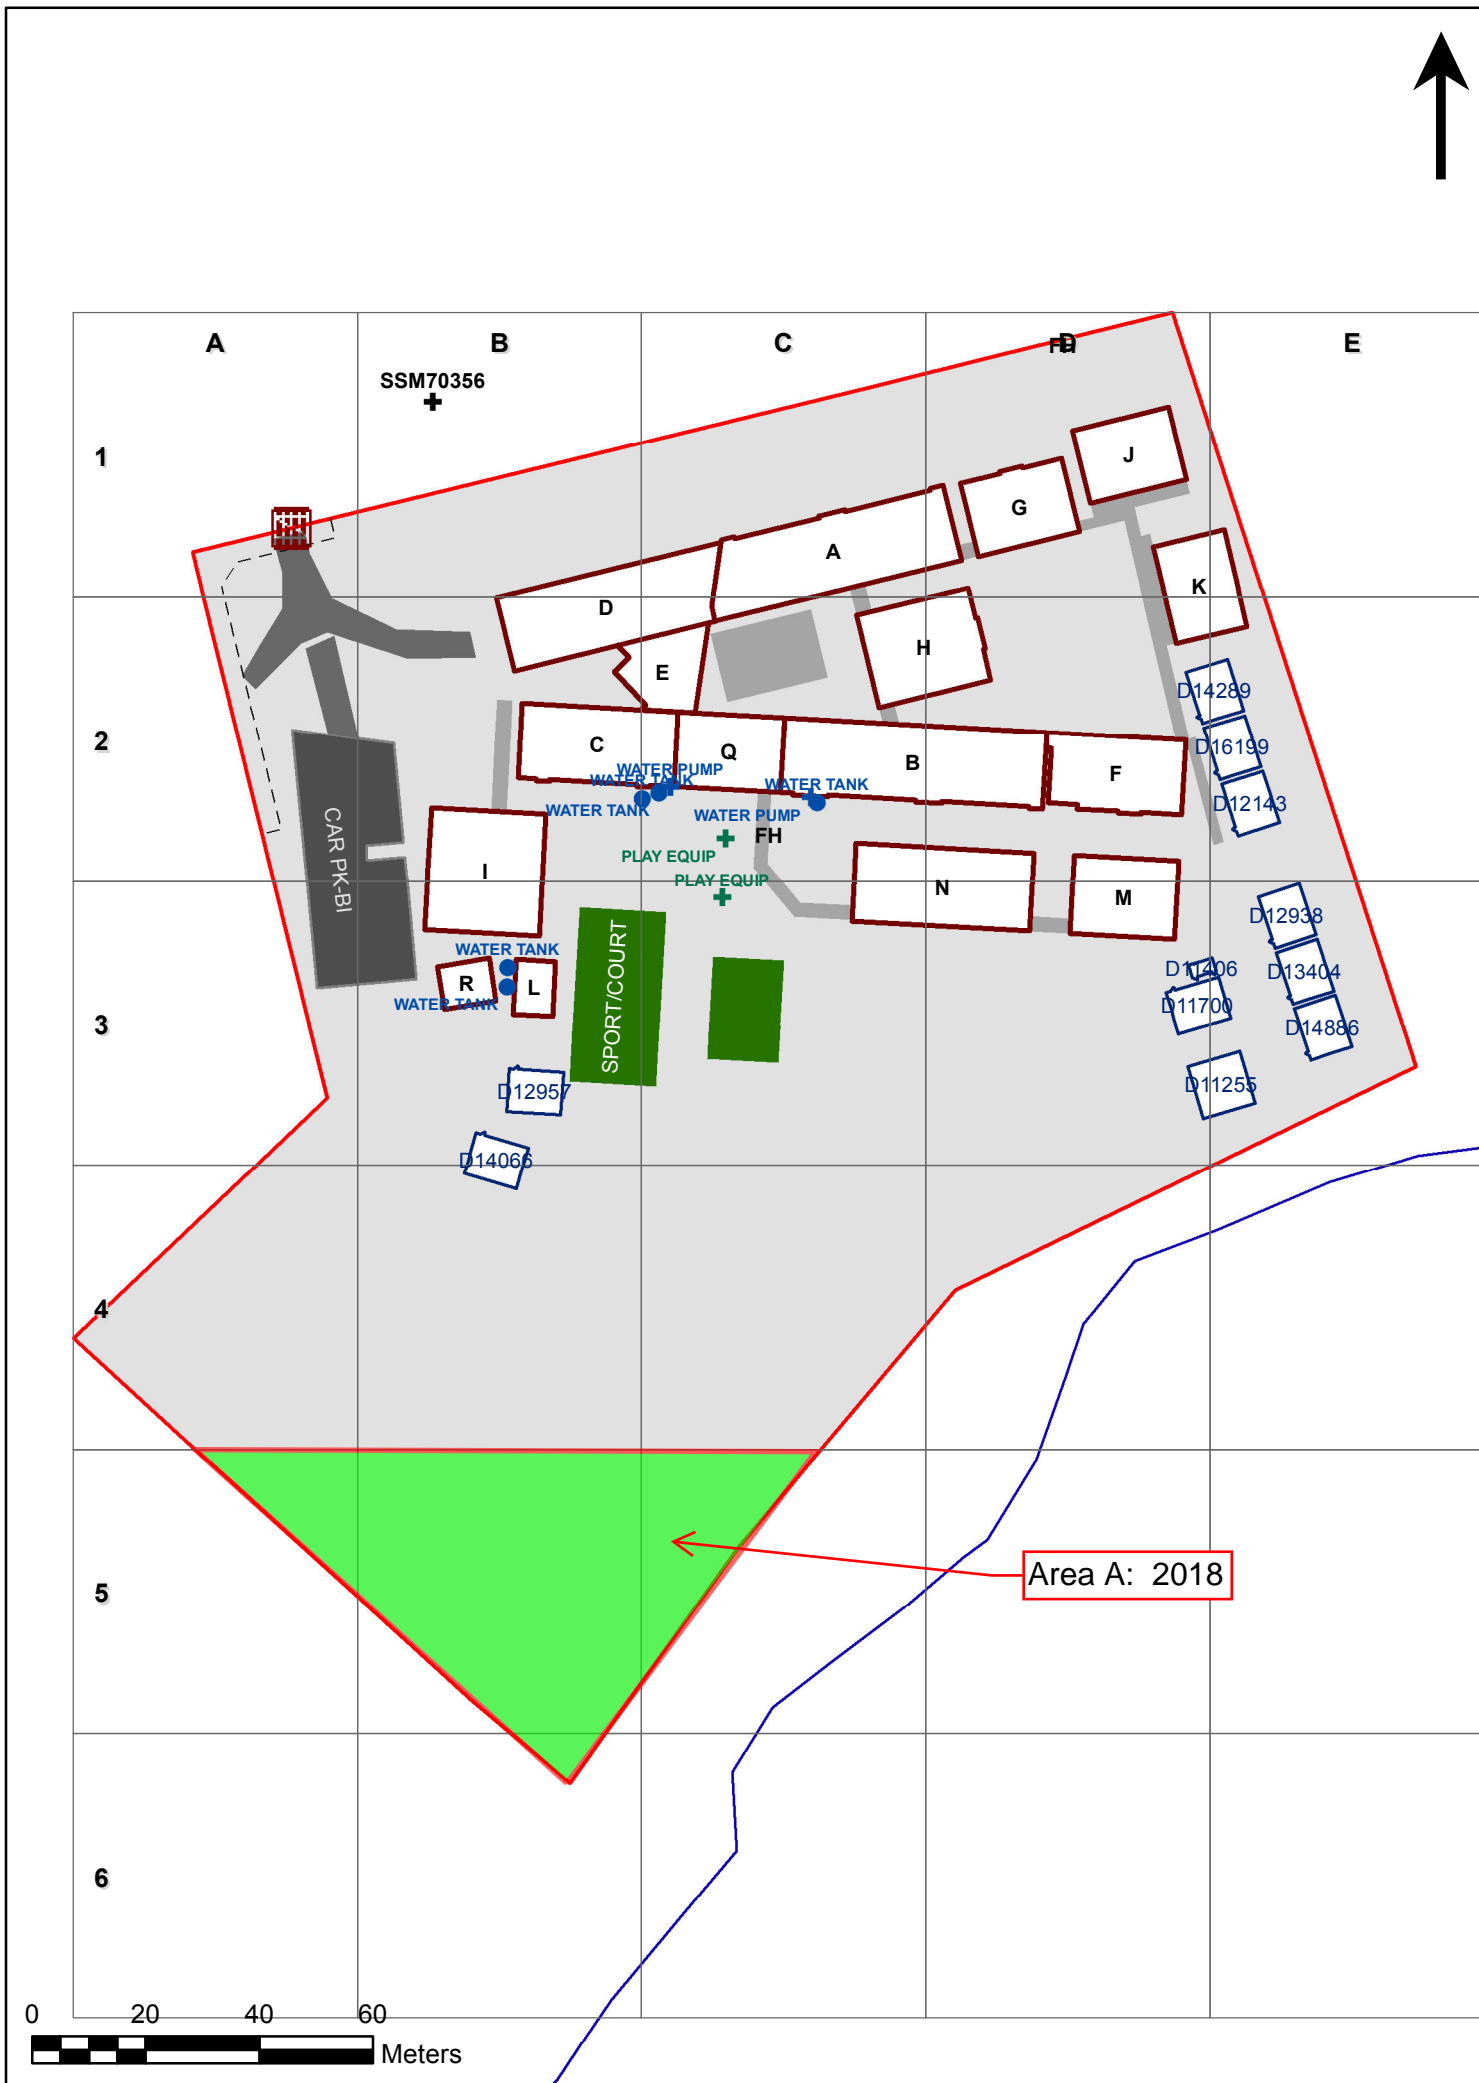 A
B
C
FH
D
E
SSM70356
1
J
G
A
K
D
H
E
D14289
2
C
Q
B
F
D16199
WATER PUMP
WATER TANK
WATER TANK
D12143
WATER TANK
WATER PUMP
CAR PK-BI
FH
PLAY EQUIP
I
PLAY EQUIP
N
M
D12938
WATER TANK
SPORT/COURT
D11406
D13404
R
L
WATER TANK
D11700
3
D14886
D12957
D11255
D14066
4
Area A: 2018
5
6
0 20 40 60
Meters